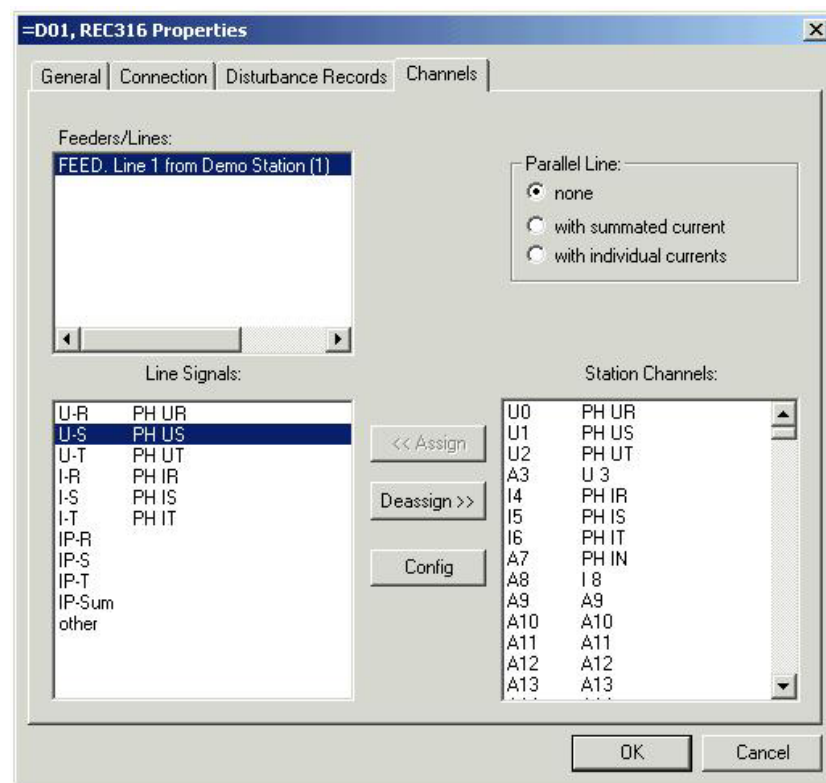 =D01, REC316 Properties
General Connection Disturbance Records Channels
Feeders/Lines:
FEED. Line 1 from Demo Station (1)
Parallel Line:
none
with summated current
with individual currents
Line Signals:
U-R PH UR
U-S PH US
U-T PH UT
I-R PH IR
I-S PH IS
I-T PH IT
IP-R
IP-S
IP-T
IP-Sum
other
<< Assign
Deassign >>
Config
Station Channels:
U0 PH UR
U1 PH US
U2 PH UT
A3 U 3
I4 PH IR
I5 PH IS
I6 PH IT
A7 PH IN
A8 I 8
A9 A9
A10 A10
A11 A11
A12 A12
A13 A13
OK Cancel